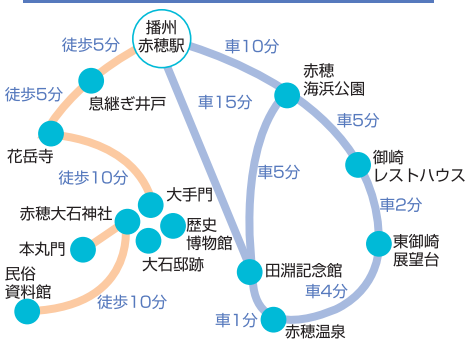 播州
赤穂駅
徒歩5分
車10分
徒歩5分
息継ぎ井戸
赤穂
海浜公園
車15分
車5分
花岳寺
御崎
レストハウス
徒歩10分
車5分
大手門
車2分
赤穂大石神社
歴史
博物館
本丸門
大石邸跡
東御崎
展望台
民俗
資料館
田淵記念館
徒歩10分
車4分
車1分
赤穂温泉